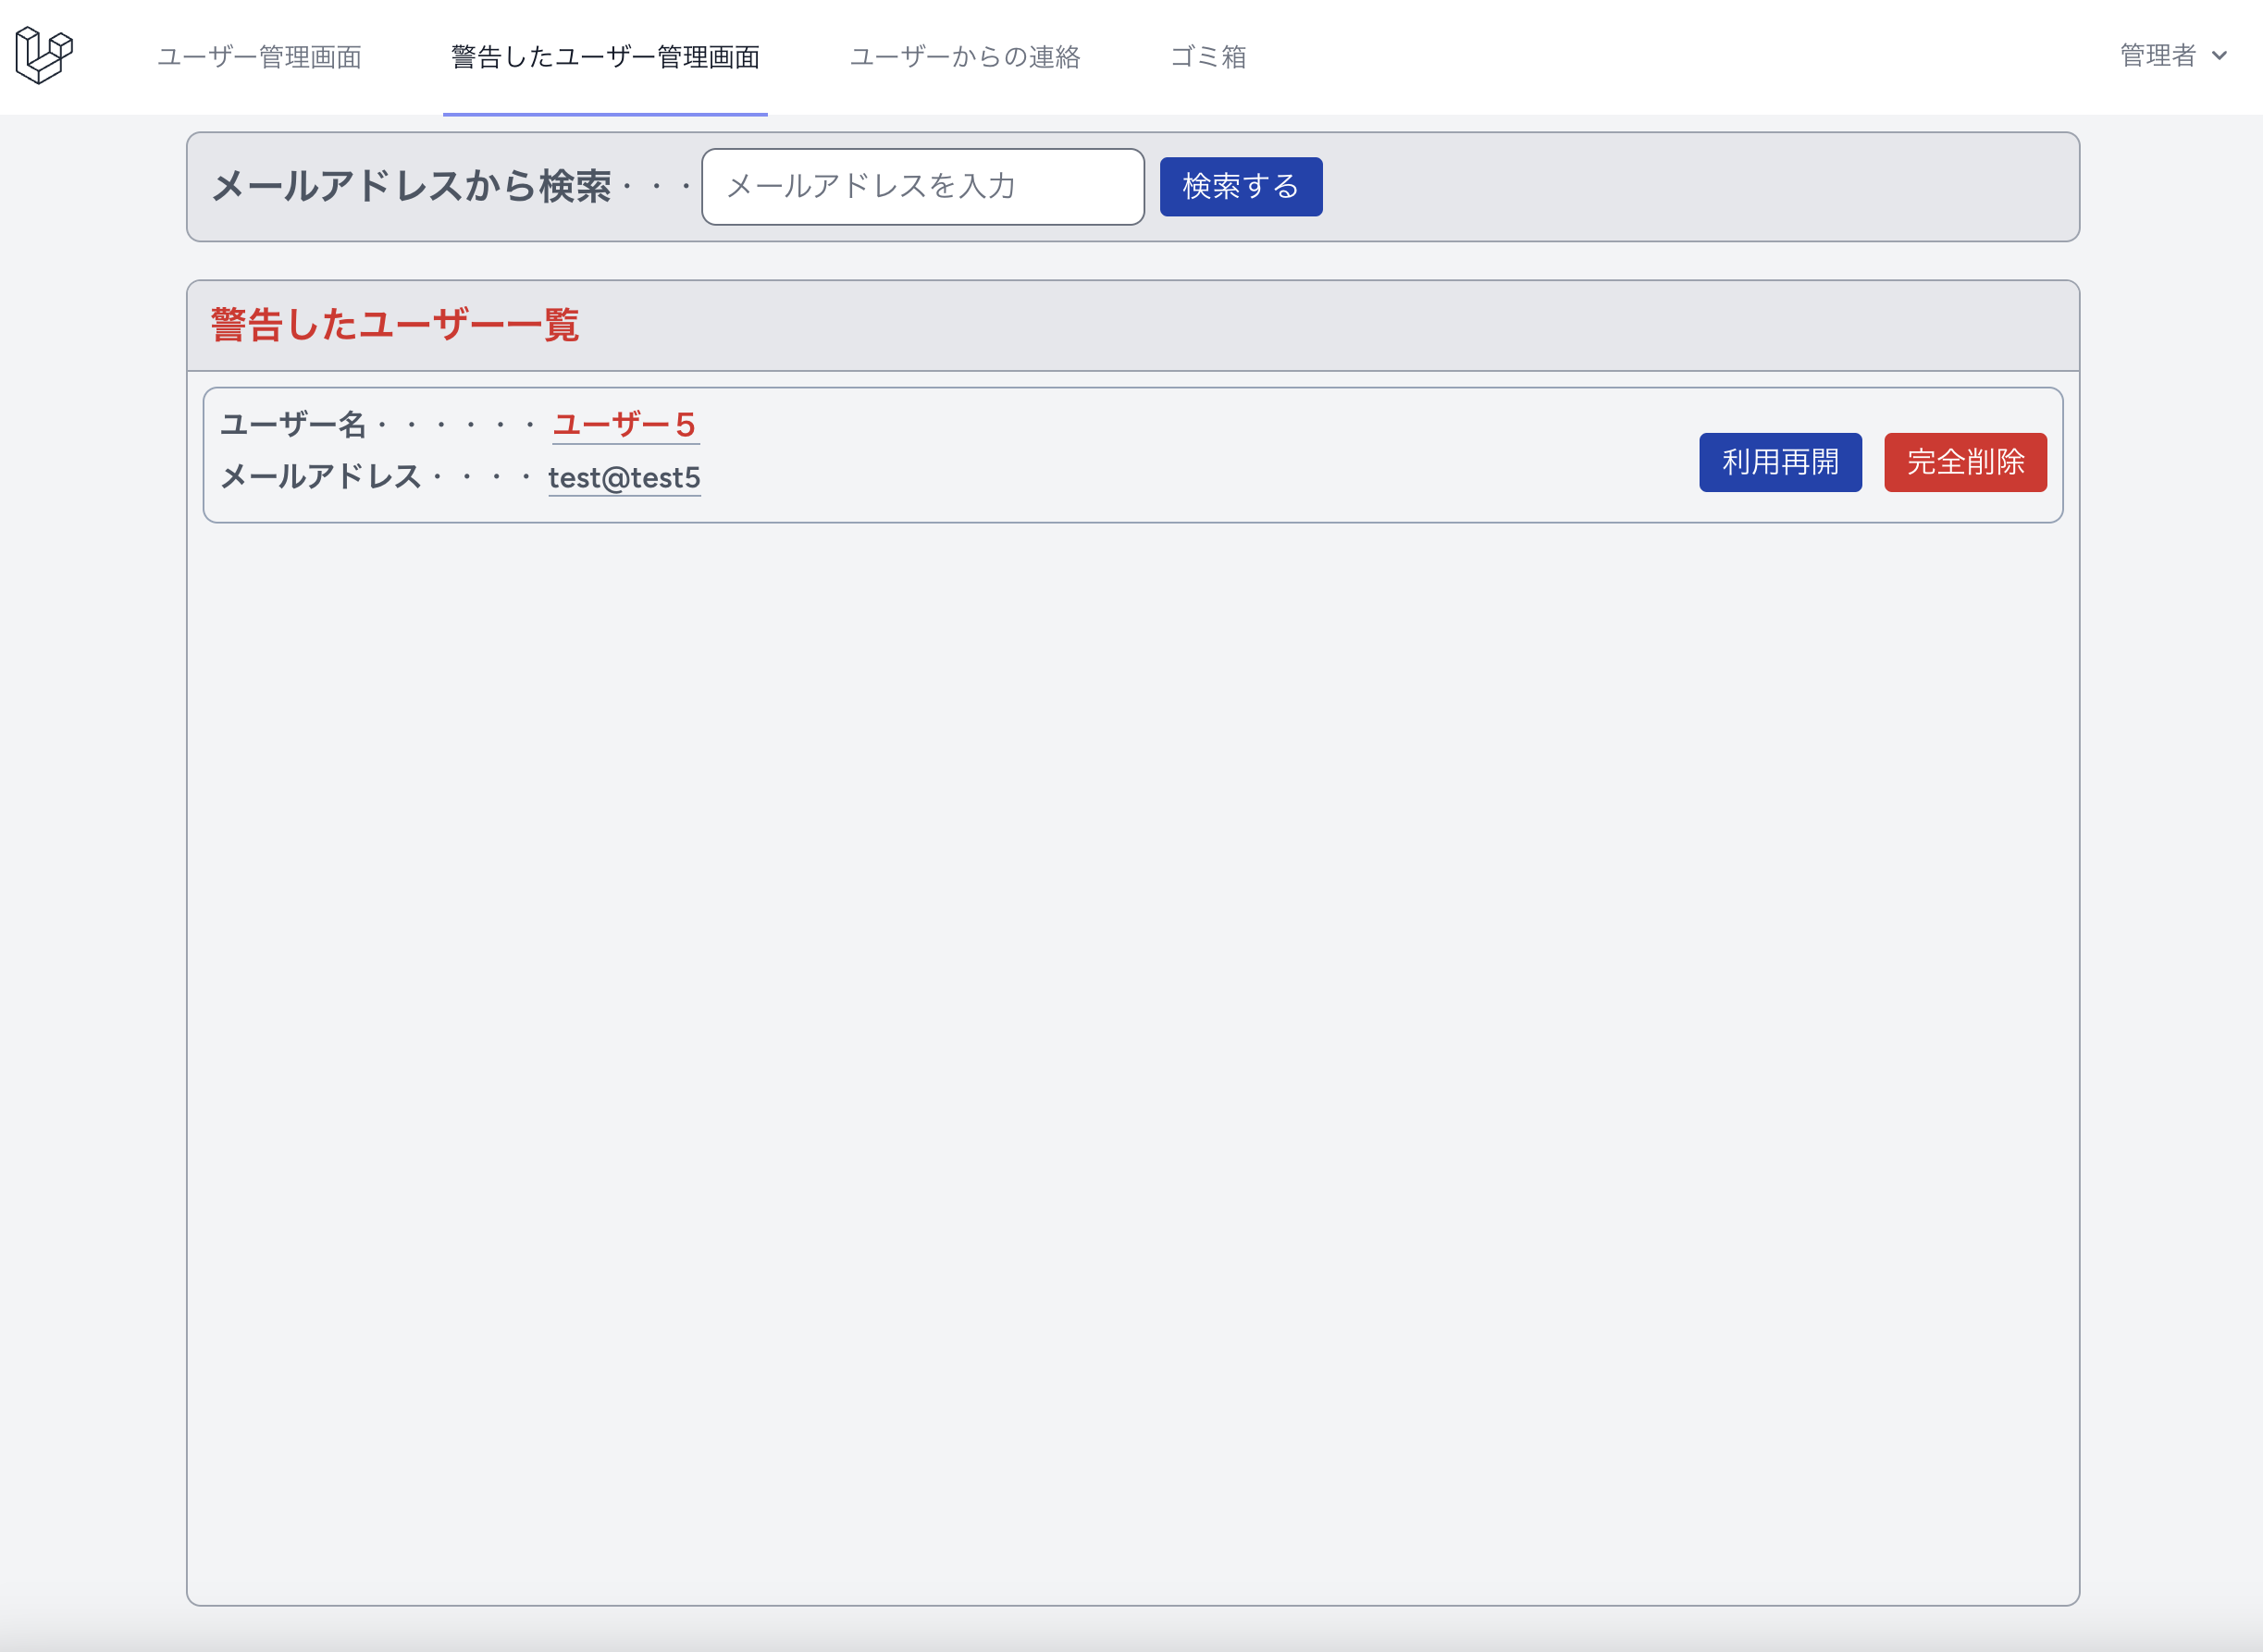 ユーザー管理画面 警告したユーザー管理画面 ユーザーからの連絡 ゴミ箱 管理者
メールアドレスから検索・・・ メールアドレスを入力 検索する
警告したユーザー一覧
ユーザー名・・・・・・ ユーザー５
利用再開 完全削除
メールアドレス・・・・ test@test5